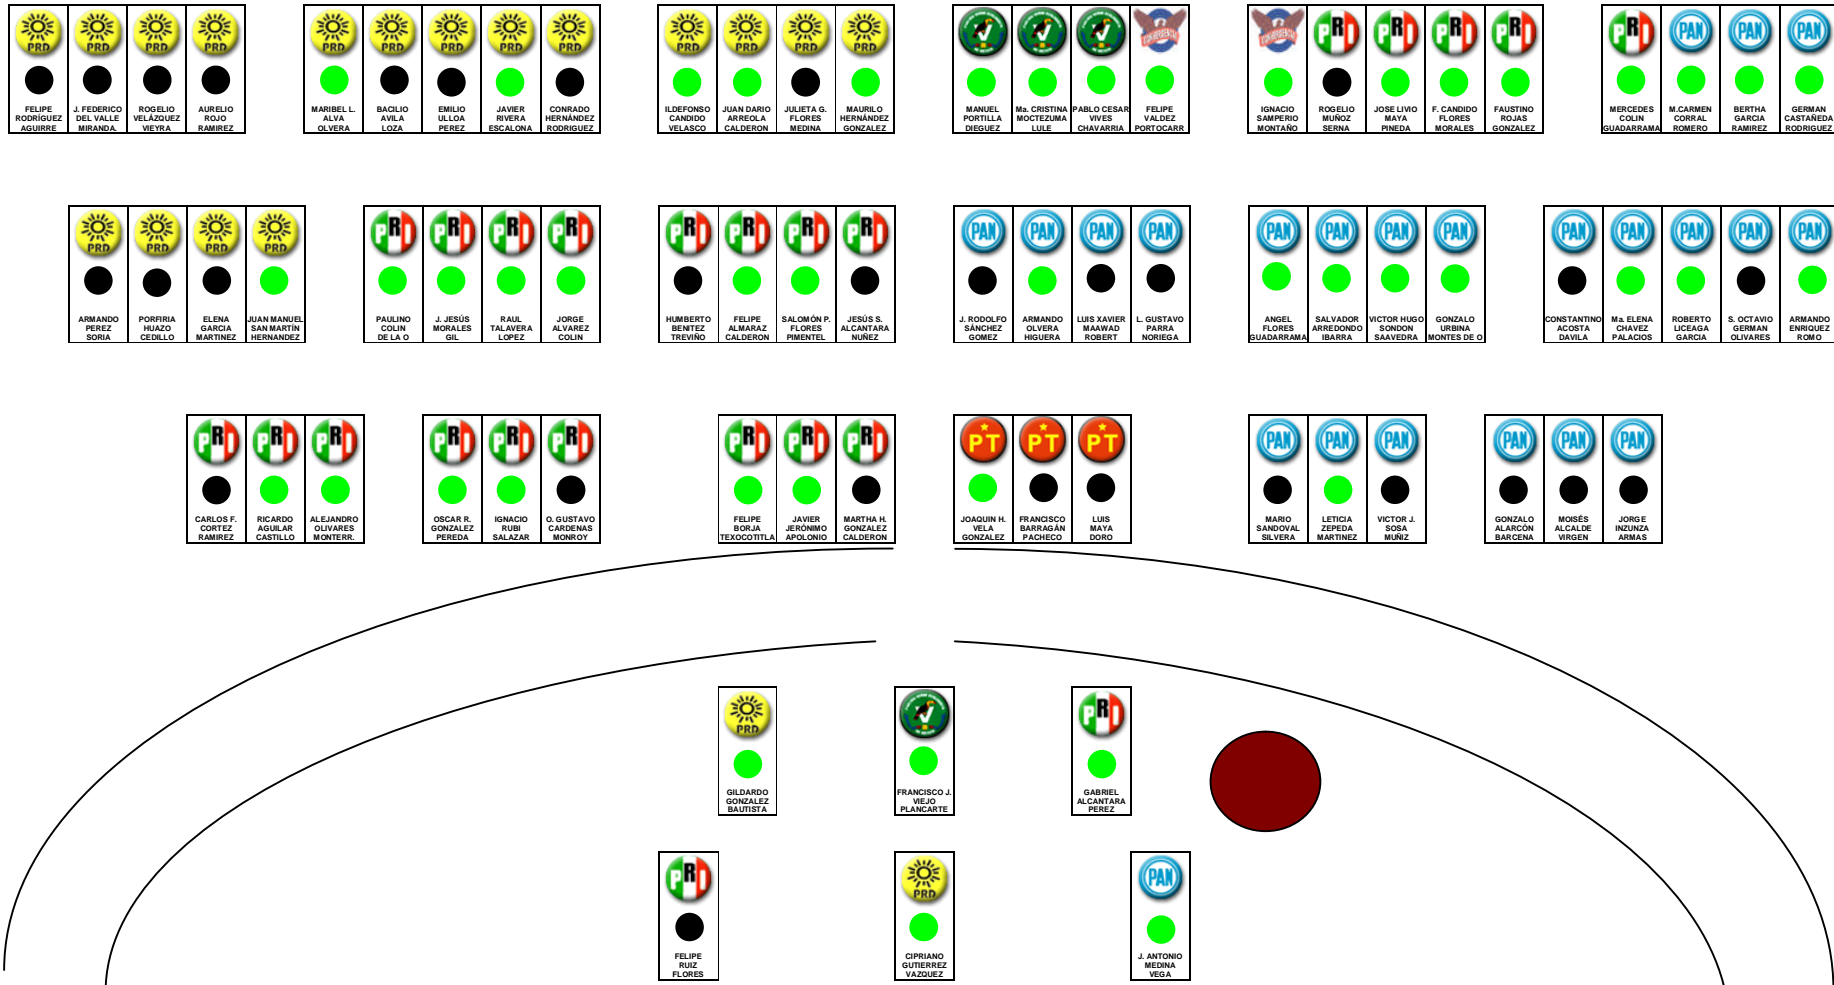 PRD PRD PRD PRD
FELIPE RODRÍGUEZ AGUIRRE
J. FEDERICO DEL VALLE MIRANDA.
ROGELIO VELÁZQUEZ VIEYRA
AURELIO ROJO RAMIREZ
PRD PRD PRD PRD PRD
MARIBEL L. ALVA OLVERA
BACILIO AVILA LOZA
EMILIO ULLOA PEREZ
JAVIER RIVERA ESCALONA
CONRADO HERNÁNDEZ RODRIGUEZ
PRD PRD PRD PRD
ILDEFONSO CANDIDO VELASCO
JUAN DARIO ARREOLA CALDERON
JULIETA G. FLORES MEDINA
MAURILO HERNÁNDEZ GONZALEZ
CONVERGENCIA
MANUEL PORTILLA DIEGUEZ
Ma. CRISTINA MOCTEZUMA LULE
PABLO CESAR VIVES CHAVARRIA
FELIPE VALDEZ PORTOCARR
CONVERGENCIA PRI PRI PRI PRI
IGNACIO SAMPERIO MONTAÑO
ROGELIO MUÑOZ SERNA
JOSE LIVIO MAYA PINEDA
F. CANDIDO FLORES MORALES
FAUSTINO ROJAS GONZALEZ
PRI PAN PAN PAN
MERCEDES COLIN GUADARRAMA
M.CARMEN CORRAL ROMERO
BERTHA GARCIA RAMIREZ
GERMAN CASTAÑEDA RODRIGUEZ
PRD PRD PRD PRD
ARMANDO PEREZ SORIA
PORFIRIA HUAZO CEDILLO
ELENA GARCIA MARTINEZ
JUAN MANUEL SAN MARTÍN HERNANDEZ
PRI PRI PRI PRI
PAULINO COLIN DE LA O
J. JESÚS MORALES GIL
RAUL TALAVERA LOPEZ
JORGE ALVAREZ COLIN
PRI PRI PRI PRI
HUMBERTO BENITEZ TREVIÑO
FELIPE ALMARAZ CALDERON
SALOMÓN P. FLORES PIMENTEL
JESÚS S. ALCANTARA NUÑEZ
PAN PAN PAN PAN
J. RODOLFO SÁNCHEZ GOMEZ
ARMANDO OLVERA HIGUERA
LUIS XAVIER MAAWAD ROBERT
L. GUSTAVO PARRA NORIEGA
PAN PAN PAN PAN
ANGEL FLORES GUADARRAMA
SALVADOR ARREDONDO IBARRA
VICTOR HUGO SONDON SAAVEDRA
GONZALO URBINA MONTES DE O
PAN PAN PAN PAN PAN
CONSTANTINO ACOSTA DAVILA
Ma. ELENA CHAVEZ PALACIOS
ROBERTO LICEAGA GARCIA
S. OCTAVIO GERMAN OLIVARES
ARMANDO ENRIQUEZ ROMO
PRI PRI PRI
CARLOS F. CORTEZ RAMIREZ
RICARDO AGUILAR CASTILLO
ALEJANDRO OLIVARES MONTERR.
PRI PRI PRI
OSCAR R. GONZALEZ PEREDA
IGNACIO RUBI SALAZAR
O. GUSTAVO CARDENAS MONROY
PRI PRI PRI
FELIPE BORJA TEXOCOTITLA
JAVIER JERÓNIMO APOLONIO
MARTHA H. GONZALEZ CALDERON
PT PT PT
JOAQUIN H. VELA GONZALEZ
FRANCISCO BARRAGÁN PACHECO
LUIS MAYA DORO
PAN PAN PAN
MARIO SANDOVAL SILVERA
LETICIA ZEPEDA MARTINEZ
VICTOR J. SOSA MUÑIZ
PAN PAN PAN
GONZALO ALARCÓN BARCENA
MOISÉS ALCALDE VIRGEN
JORGE INZUNZA ARMAS
PRD
GILDARDO GONZALEZ BAUTISTA
FRANCISCO J. VIEJO PLANCARTE
PRI
GABRIEL ALCANTARA PEREZ
PRI
FELIPE RUIZ FLORES
PRD
CIPRIANO GUTIERREZ VAZQUEZ
PAN
J. ANTONIO MEDINA VEGA